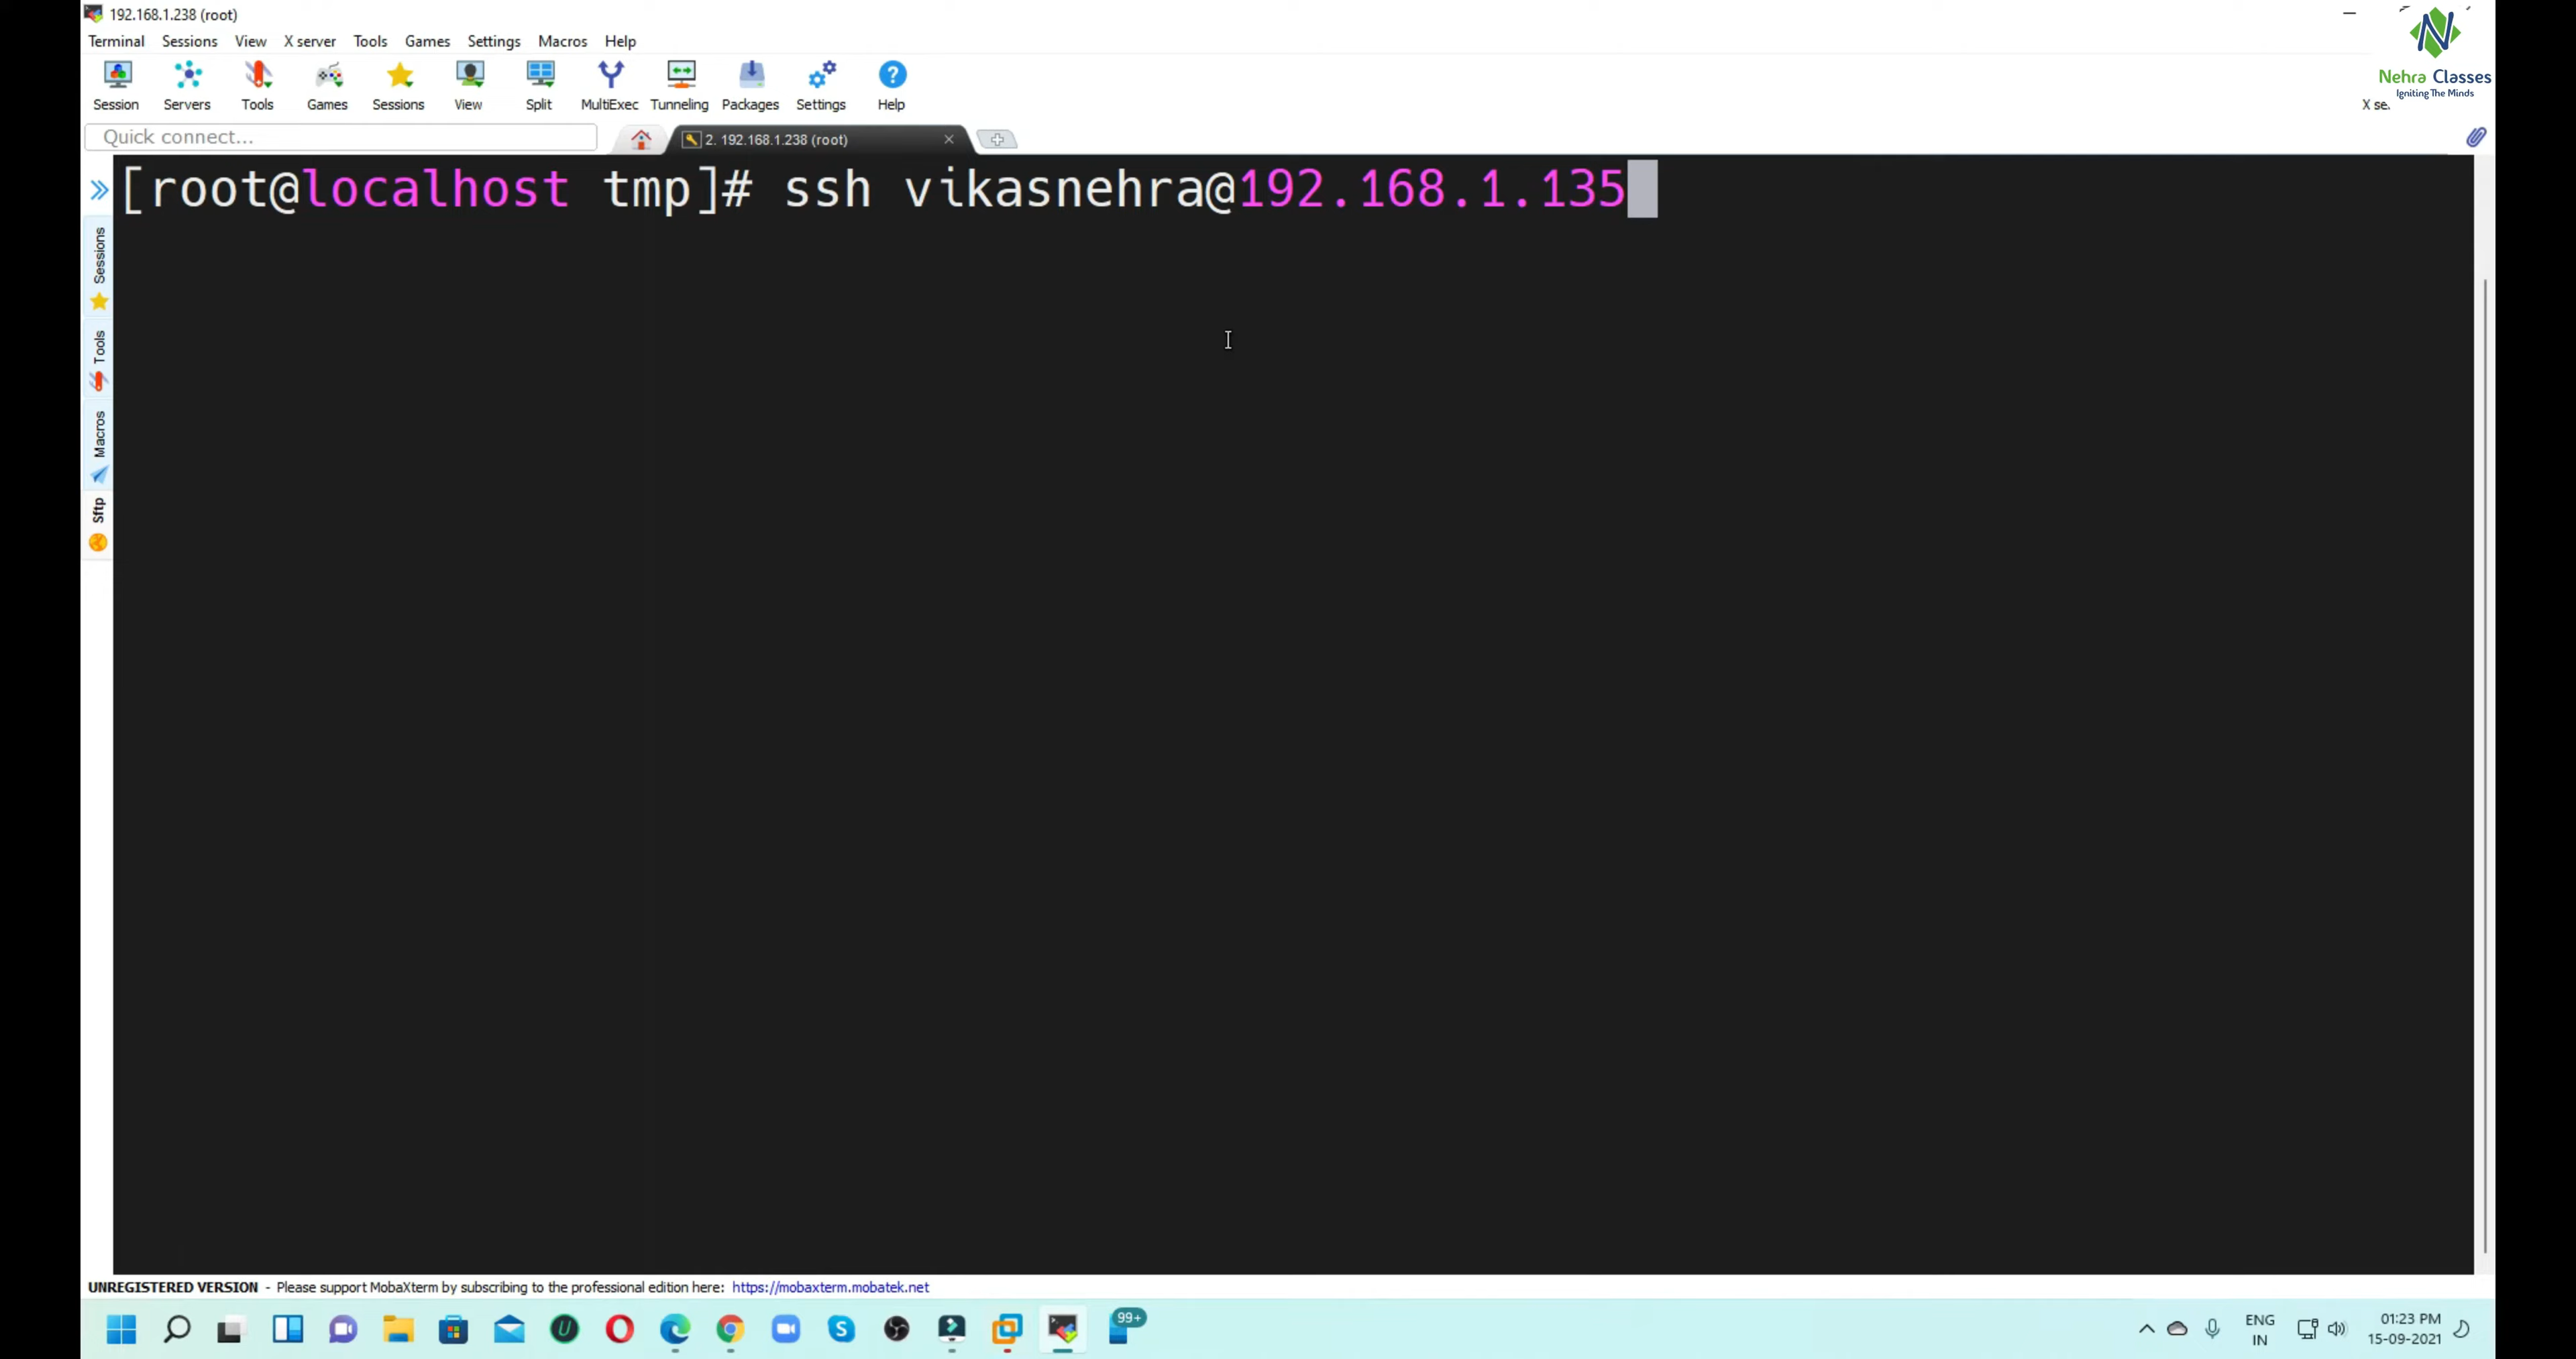 192.168.1.238 (root)
Terminal Sessions View X server Tools Games Settings Macros Help
Session Servers Tools Games Sessions View Split MultiExec Tunneling Packages Settings Help
Nehra Classes
Igniting The Minds
X se
Quick connect...
2. 192.168.1.238 (root)
[root@localhost tmp]# ssh vikasnehra@192.168.1.135
Sessions
Tools
Macros
Sftp
UNREGISTERED VERSION - Please support MobaXterm by subscribing to the professional edition here: https://mobaxterm.mobatek.net
99+
ENG
IN
01:23 PM
15-09-2021